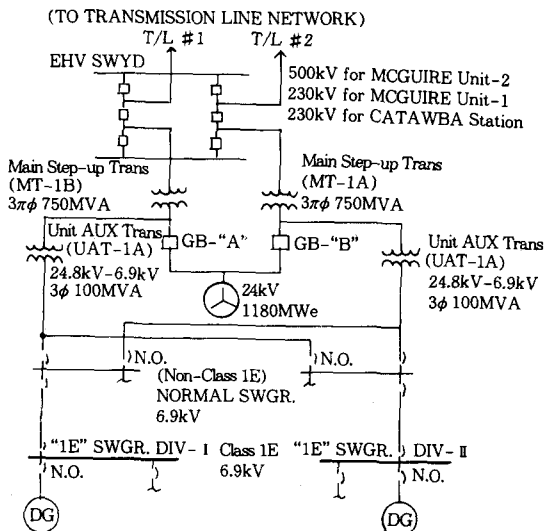 (TO TRANSMISSION LINE NETWORK)
T/L #1 T/L #2
EHV SWYD
500kV for MCGUIRE Unit-2
230kV for MCGUIRE Unit-1
230kV for CATAWBA Station
Main Step-up Trans
(MT-1B)
3πφ 750MVA
Main Step-up Trans
(MT-1A)
3πφ 750MVA
Unit AUX Trans
(UAT-1A)
24.8kV-6.9kV
3φ 100MVA
GB-"A"
GB-"B"
Unit AUX Trans
(UAT-1A)
24.8kV-6.9kV
3φ 100MVA
24kV
1180MWe
N.O.
N.O.
(Non-Class 1E)
NORMAL SWGR.
6.9kV
"1E" SWGR. DIV-Ⅰ
Class 1E
6.9kV
"1E" SWGR. DIV-Ⅱ
N.O.
N.O.
DG
DG